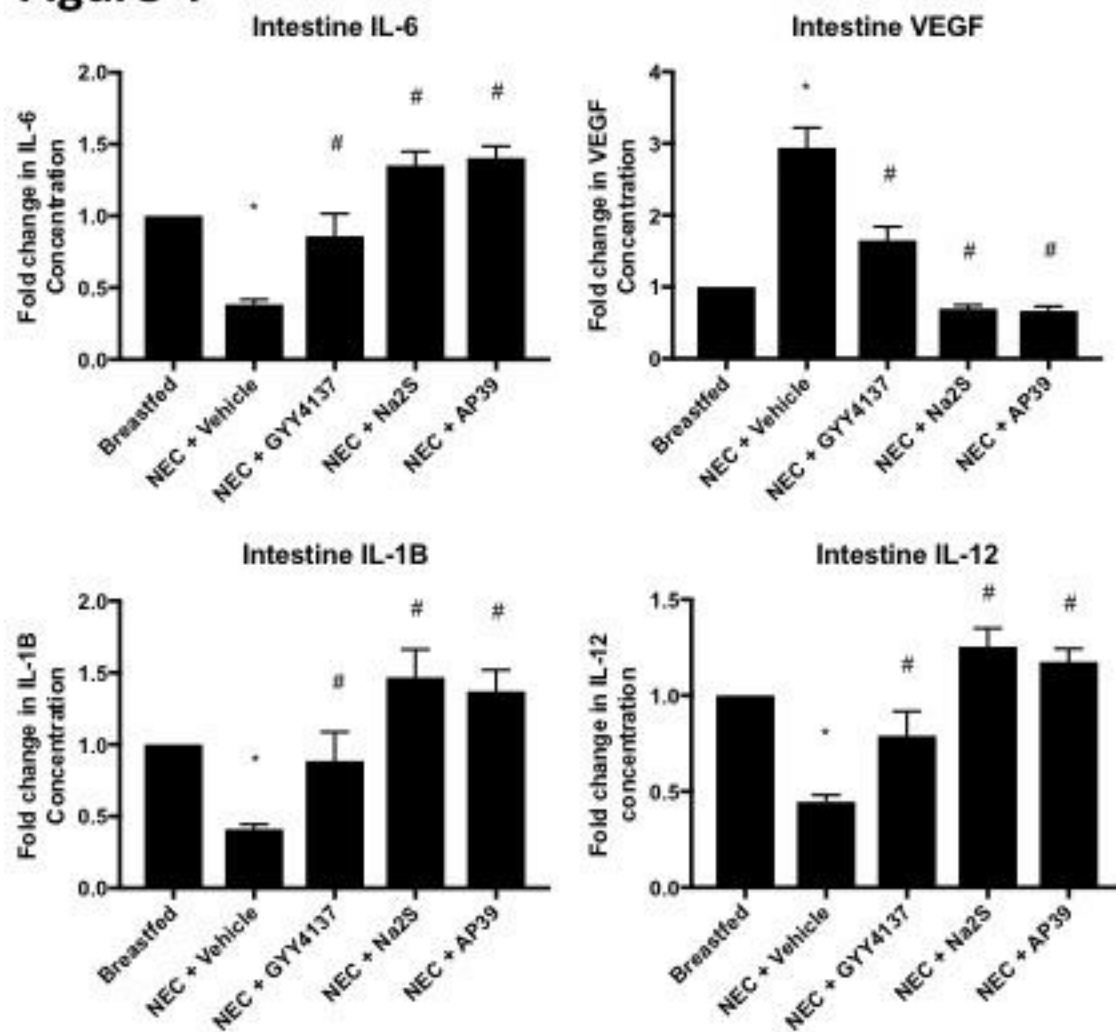 Intestine IL-6
Fold change in IL-6
Concentration
2.0
1.5
1.0
0.5
0.0
*
#
#
#
Breastfed
NEC + Vehicle
NEC + GYY4137
NEC + Na2S
NEC + AP39
Intestine VEGF
Fold change in VEGF
Concentration
4
3
2
1
0
*
#
#
#
Breastfed
NEC + Vehicle
NEC + GYY4137
NEC + Na2S
NEC + AP39
Intestine IL-1B
Fold change in IL-1B
Concentration
2.0
1.5
1.0
0.5
0.0
*
#
#
#
Breastfed
NEC + Vehicle
NEC + GYY4137
NEC + Na2S
NEC + AP39
Intestine IL-12
Fold change in IL-12
concentration
1.5
1.0
0.5
0.0
*
#
#
#
Breastfed
NEC + Vehicle
NEC + GYY4137
NEC + Na2S
NEC + AP39